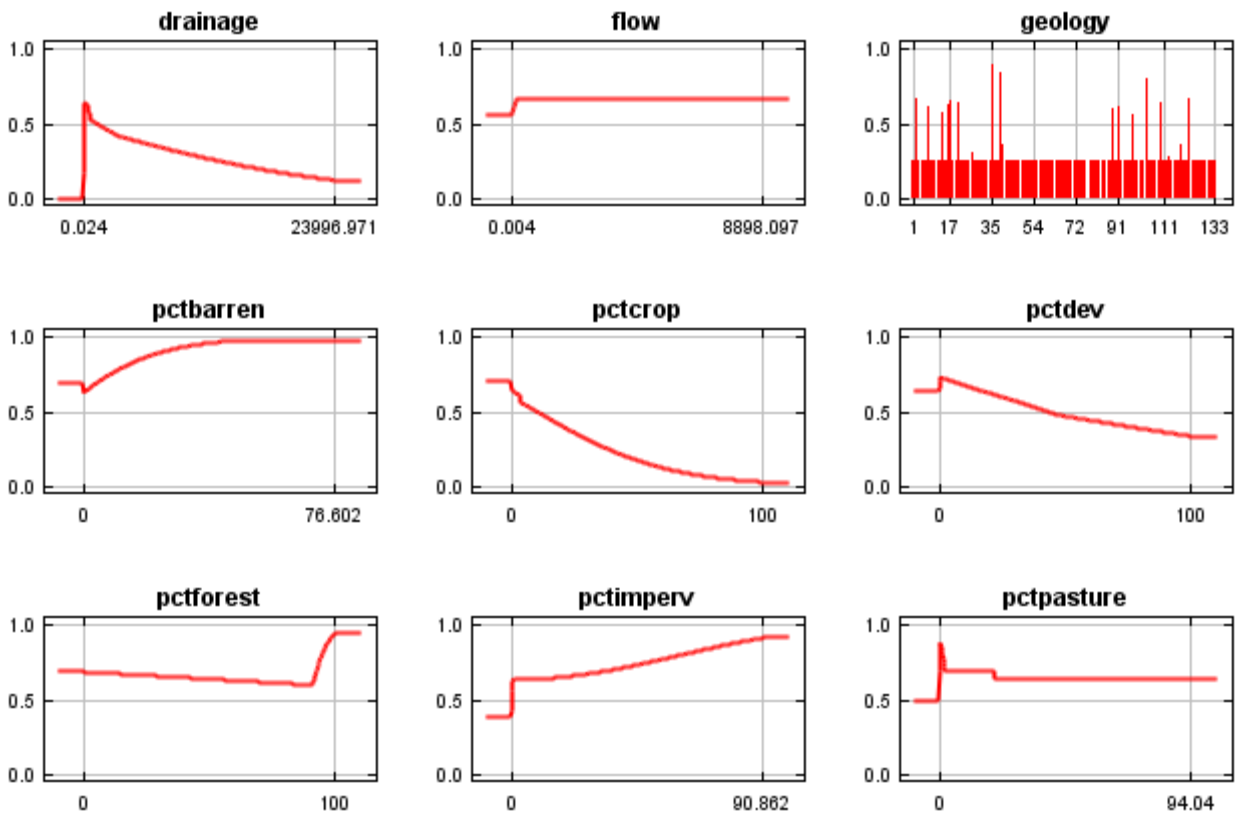 drainage flow geology
1.0 1.0 1.0
0.5 0.5 0.5
0.0 0.0 0.0
0.024 23996.971 0.004 8898.097 1 17 35 54 72 91 111 133
pctbarren pctcrop pctdev
1.0 1.0 1.0
0.5 0.5 0.5
0.0 0.0 0.0
0 76.602 0 100 0 100
pctforest pctimperv pctpasture
1.0 1.0 1.0
0.5 0.5 0.5
0.0 0.0 0.0
0 100 0 90.862 0 94.04